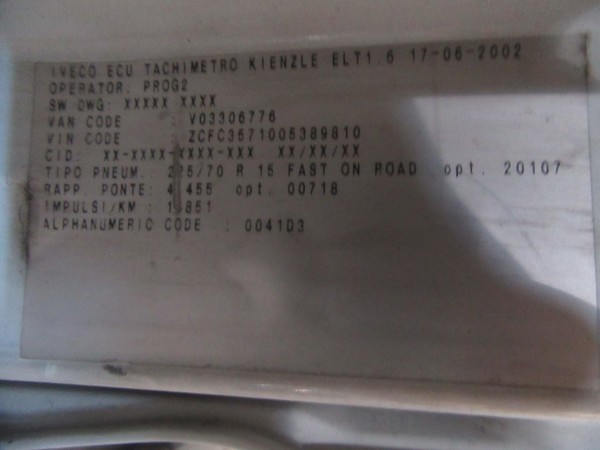 IVECO ECU TACHIMETRO KIENZLE ELT1.6 17-06-2002
OPERATOR: PROG2
SW DWG: XXXXX XXXX
VAN CODE : V03306776
VIN CODE : ZCFC3571005389810
CID: XX-XXXX-XXXX-XXX XX/XX/XX
TIPO PNEUM.: 225/70 R 15 FAST ON ROAD opt. 20107
RAPP. PONTE: 4.455 opt. 00718
IMPULSI/KM :
ALPHANUMERIC CODE : 0041D3